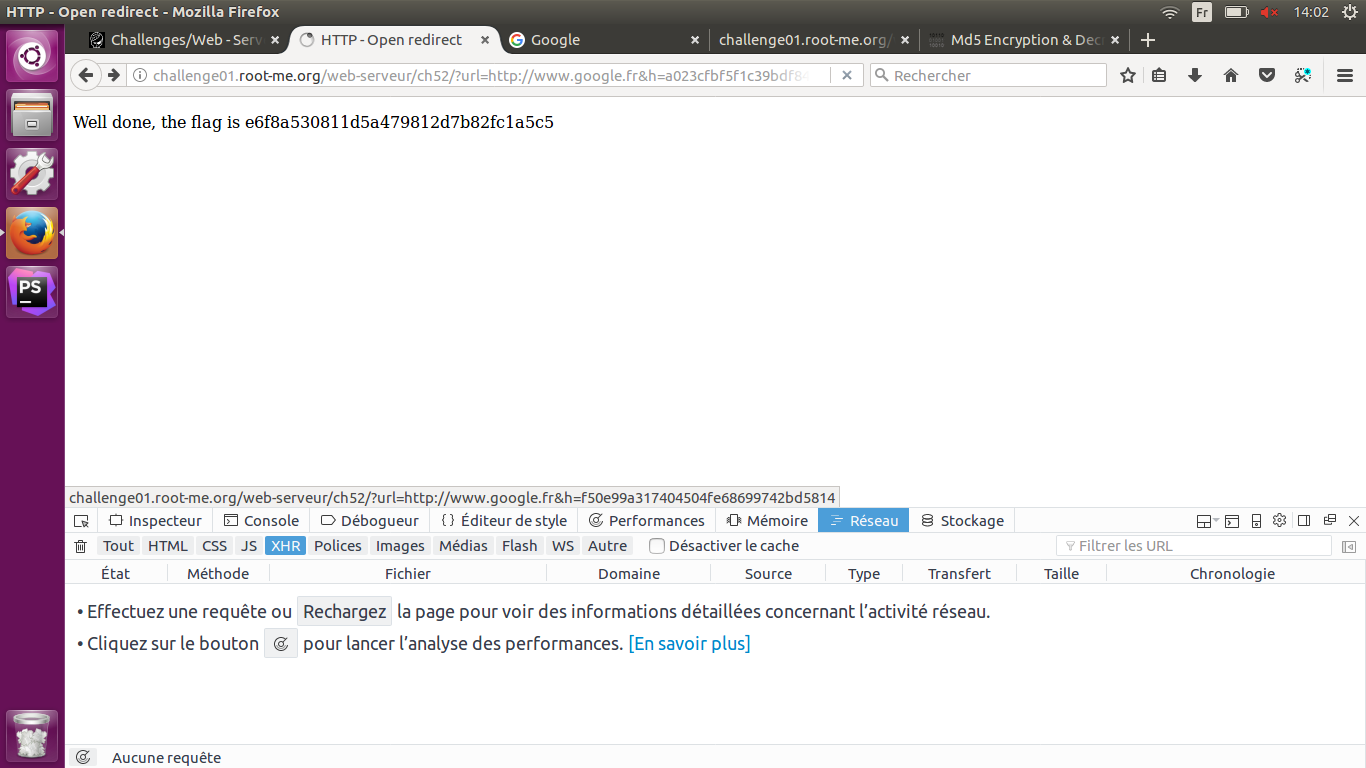 HTTP - Open redirect - Mozilla Firefox
Fr
14:02
Challenges/Web - Serv
HTTP - Open redirect
Google
challenge01.root-me.org/
Md5 Encryption & Dec
challenge01.root-me.org/web-serveur/ch52/?url=http://www.google.fr&h=a023cfbf5f1c39bdf84
Rechercher
Well done, the flag is e6f8a530811d5a479812d7b82fc1a5c5
PS
challenge01.root-me.org/web-serveur/ch52/?url=http://www.google.fr&h=f50e99a317404504fe68699742bd5814
Inspecteur
Console
Débogueur
Éditeur de style
Performances
Mémoire
Réseau
Stockage
Tout
HTML
CSS
JS
XHR
Polices
Images
Médias
Flash
WS
Autre
Désactiver le cache
Filtrer les URL
État
Méthode
Fichier
Domaine
Source
Type
Transfert
Taille
Chronologie
• Effectuez une requête ou Rechargez la page pour voir des informations détaillées concernant l’activité réseau.
• Cliquez sur le bouton pour lancer l’analyse des performances. [En savoir plus]
Aucune requête